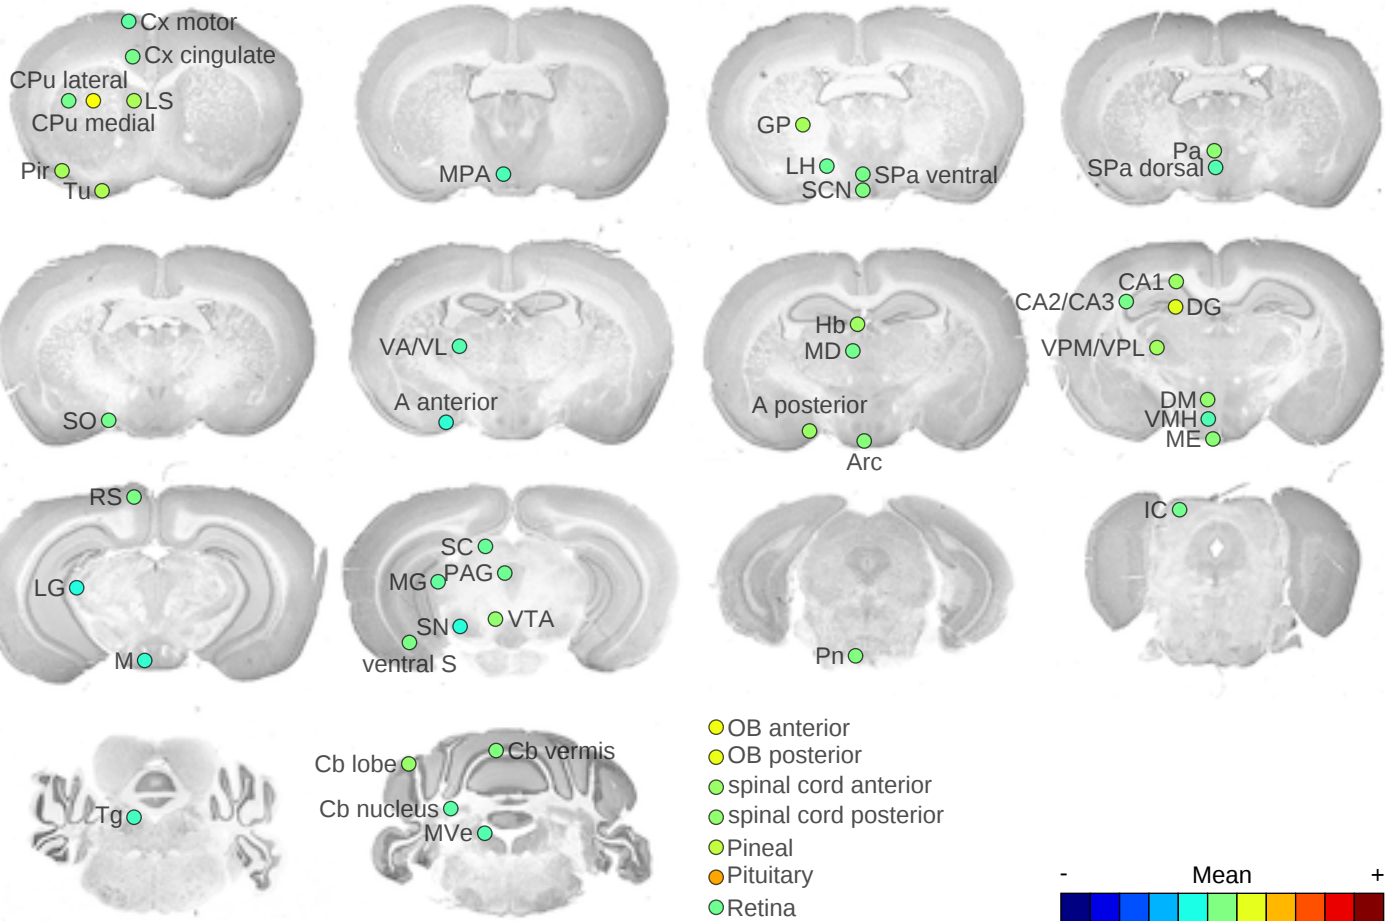 Cx motor
Cx cingulate
CPu lateral
LS
CPu medial
Pir
Tu
MPA
GP
LH
SPa ventral
SCN
Pa
SPa dorsal
SO
VA/VL
A anterior
Hb
MD
A posterior
Arc
CA1
CA2/CA3
DG
VPM/VPL
DM
VMH
ME
RS
LG
M
SC
MG
PAG
SN
VTA
ventral S
Pn
IC
Tg
Cb lobe
Cb vermis
Cb nucleus
MVe
OB anterior
OB posterior
spinal cord anterior
spinal cord posterior
Pineal
Pituitary
Retina
- Mean +